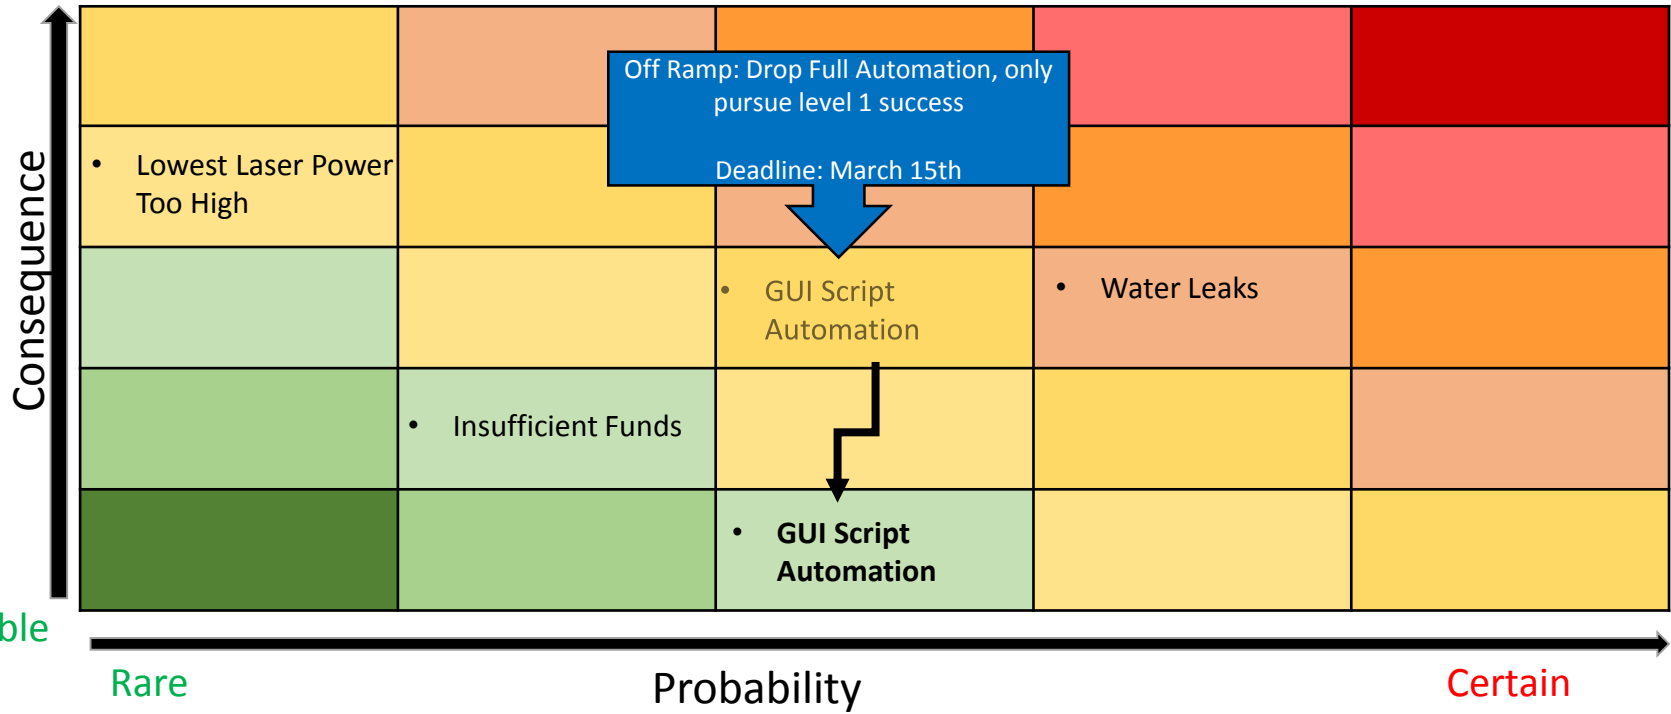 Off Ramp: Drop Full Automation, only
pursue level 1 success
Deadline: March 15th
Consequence
• Lowest Laser Power
Too High
• GUI Script
Automation
• Water Leaks
• Insufficient Funds
• GUI Script
Automation
ble
Rare
Probability
Certain